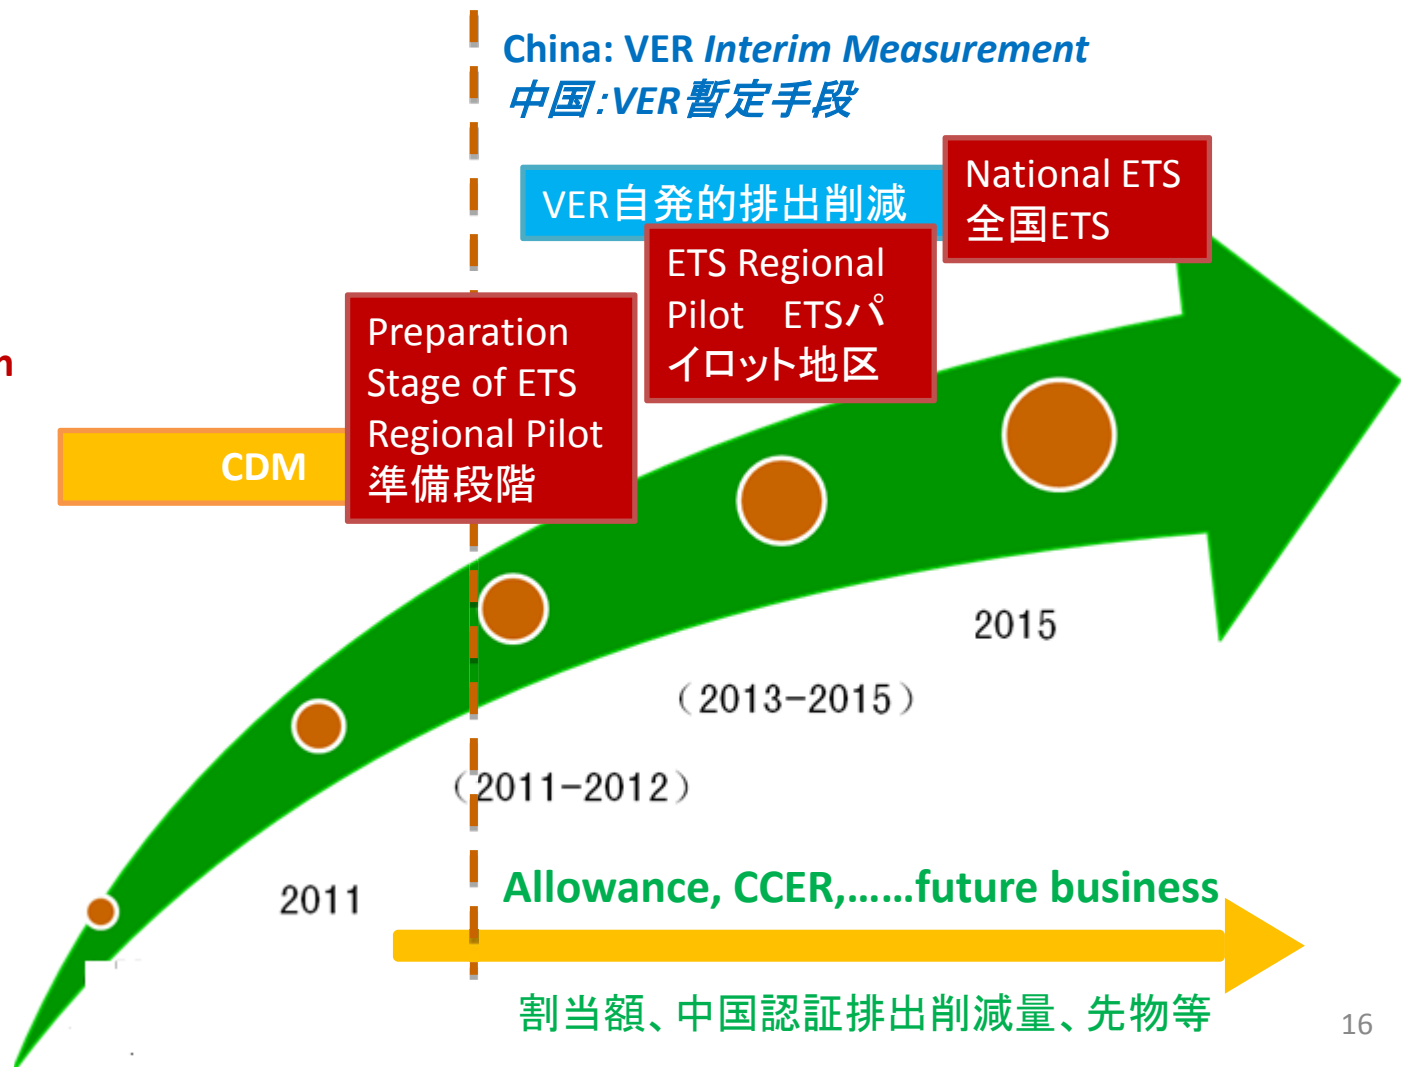 China: VER Interim Measurement
中国:VER暫定手段
VER自発的排出削減
National ETS
全国ETS
ETS Regional
Pilot　ETSパ
イロット地区
Preparation
Stage of ETS
Regional Pilot
準備段階
n
CDM
2015
（2013-2015）
（2011-2012）
2011
Allowance, CCER,......future business
割当額、中国認証排出削減量、先物等
16